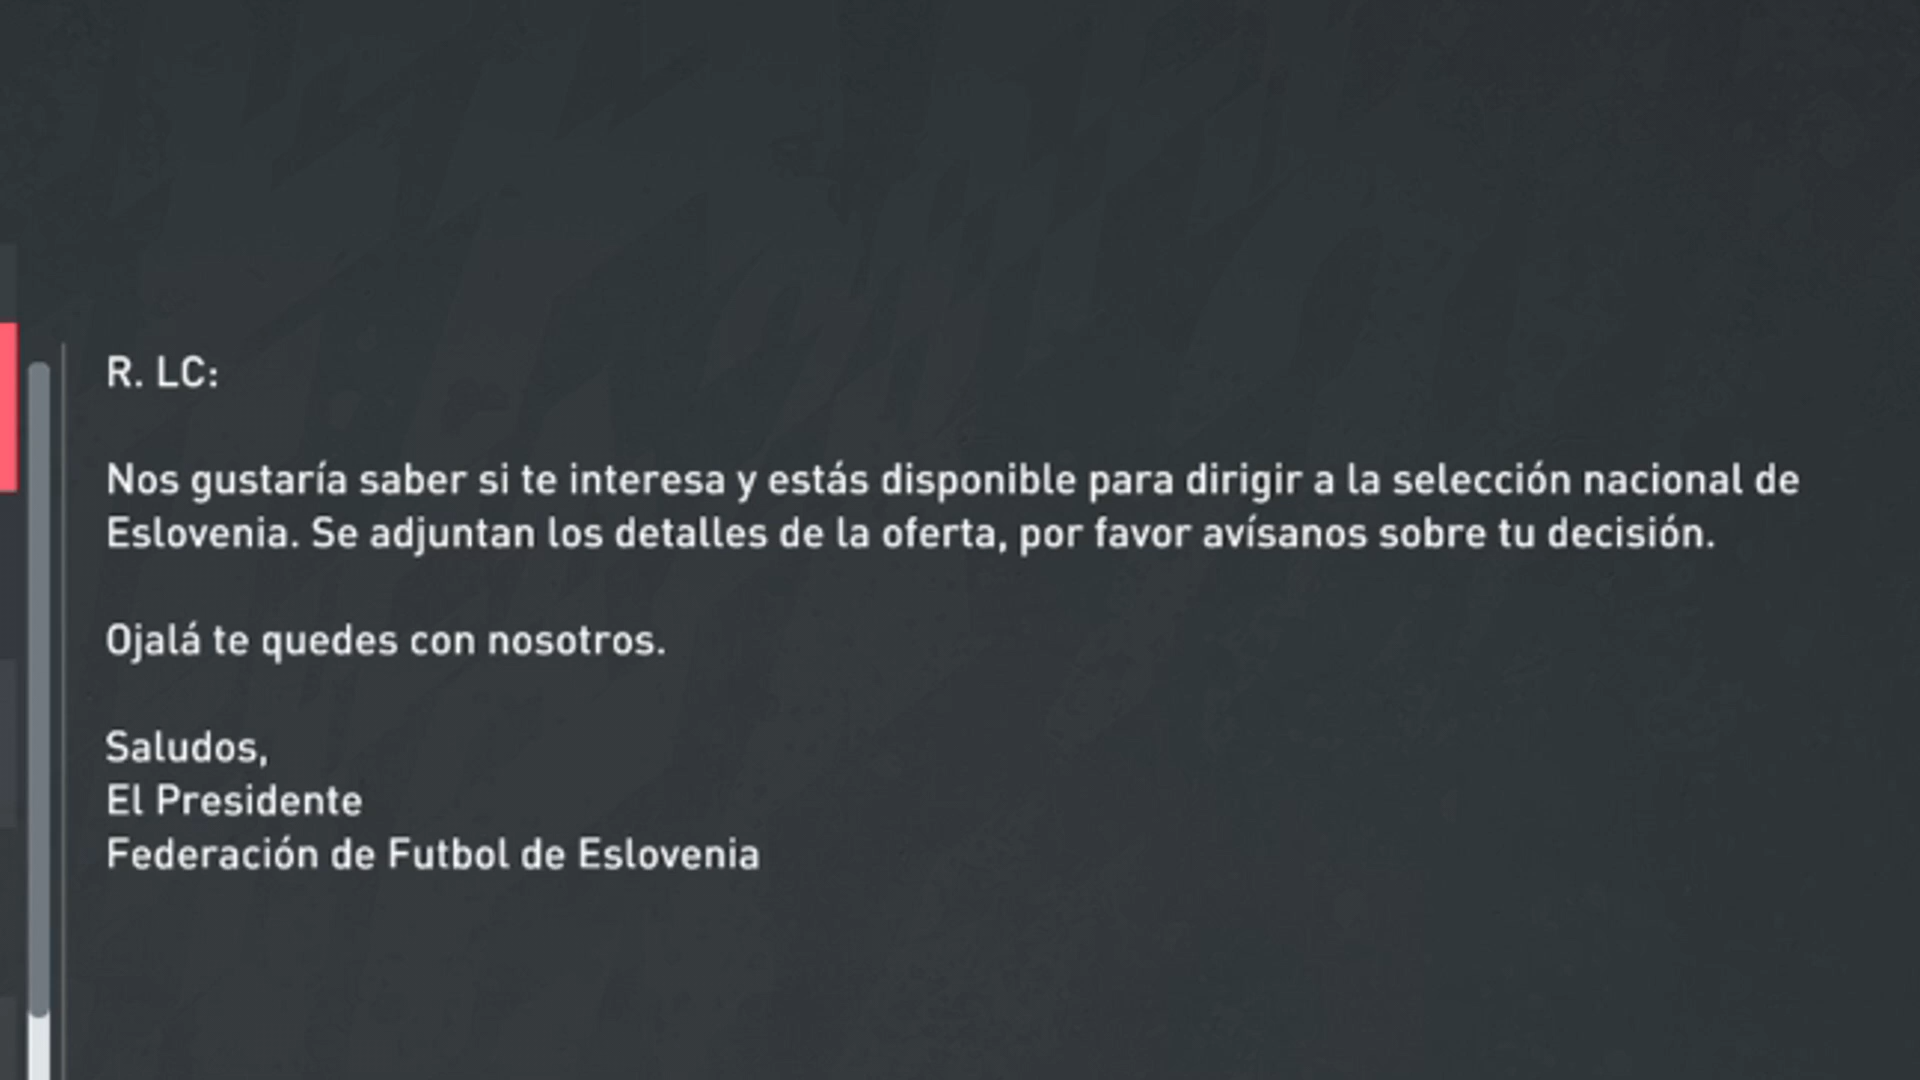 R. LC:
Nos gustaría saber si te interesa y estás disponible para dirigir a la selección nacional de
Eslovenia. Se adjuntan los detalles de la oferta, por favor avísanos sobre tu decisión.
Ojalá te quedes con nosotros.
Saludos,
El Presidente
Federación de Futbol de Eslovenia